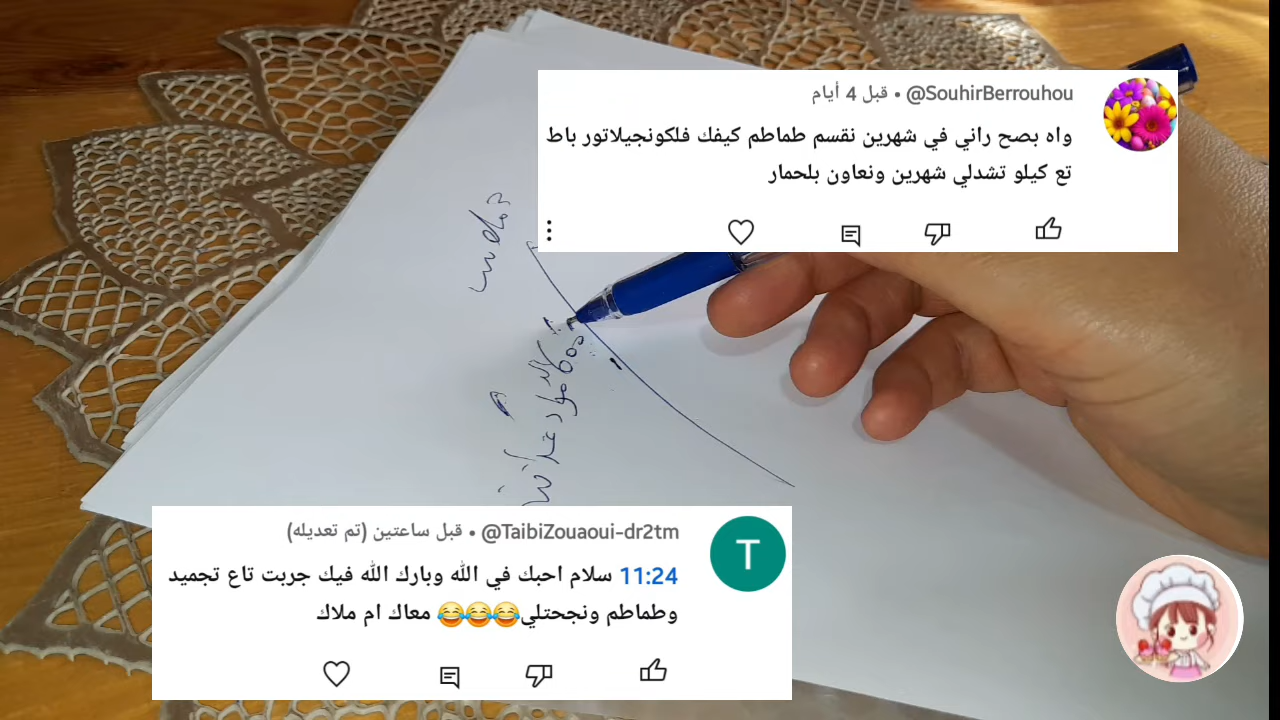 @SouhirBerrouhou • قبل 4 أيام
واه بصح راني في شهرين نقسم طماطم كيفك فلكونجيلاتور باط
تع كيلو تشدلي شهرين ونعاون بلحمار
@TaibiZouaoui-dr2tm • قبل ساعتين (تم تعديله)
11:24 سلام احبك في الله وبارك الله فيك جربت تاع تجميد
وطماطم ونجحتلي😂😂😂 معاك ام ملاك
T